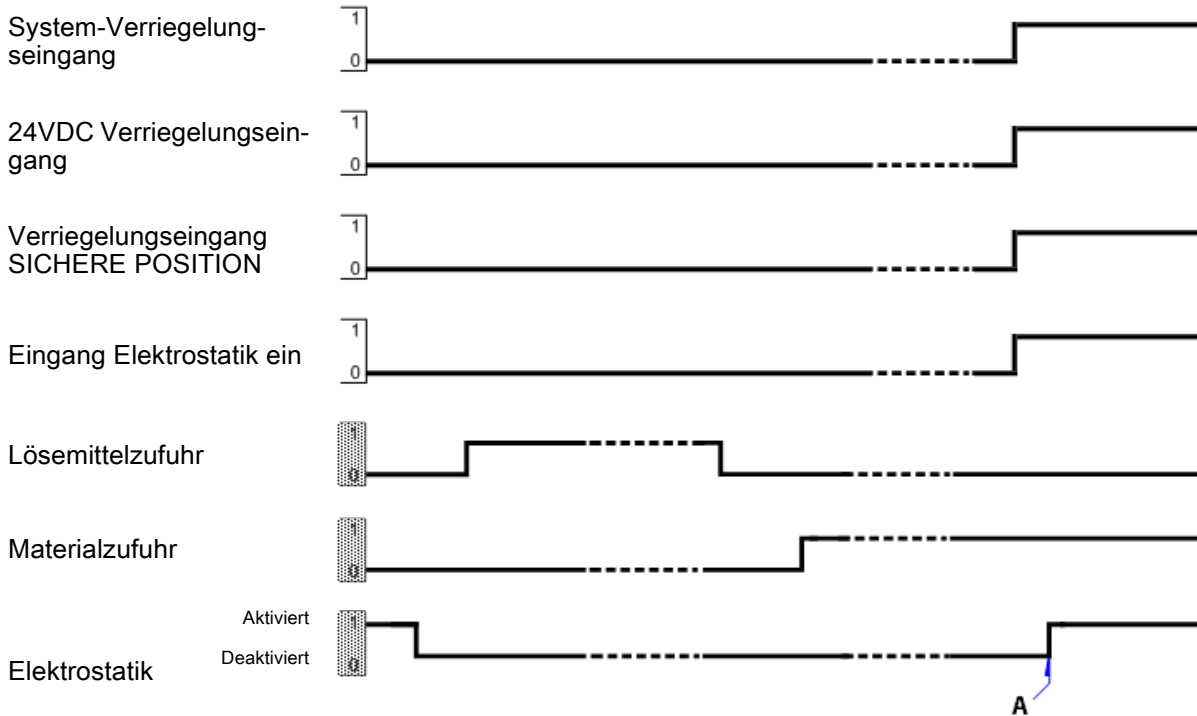 System-Verriegelung-
seingang
1
0
24VDC Verriegelungsein-
gang
1
0
Verriegelungseingang
SICHERE POSITION
1
0
Eingang Elektrostatik ein
1
0
Lösemittelzufuhr
1
0
Materialzufuhr
1
0
Aktiviert
1
Deaktiviert
0
Elektrostatik
A